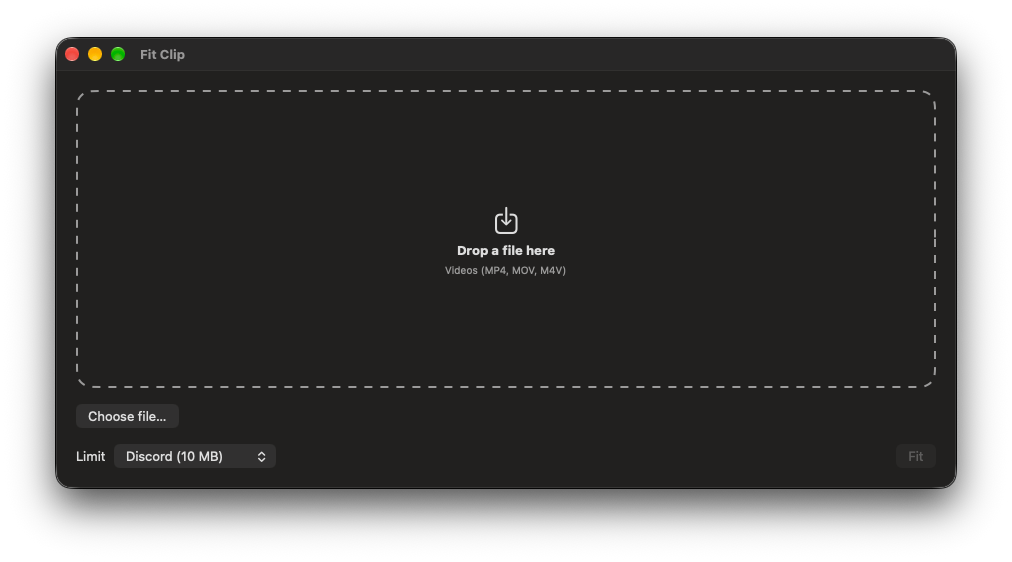 Fit Clip
Drop a file here
Videos (MP4, MOV, M4V)
Choose file...
Limit Discord (10 MB) Fit